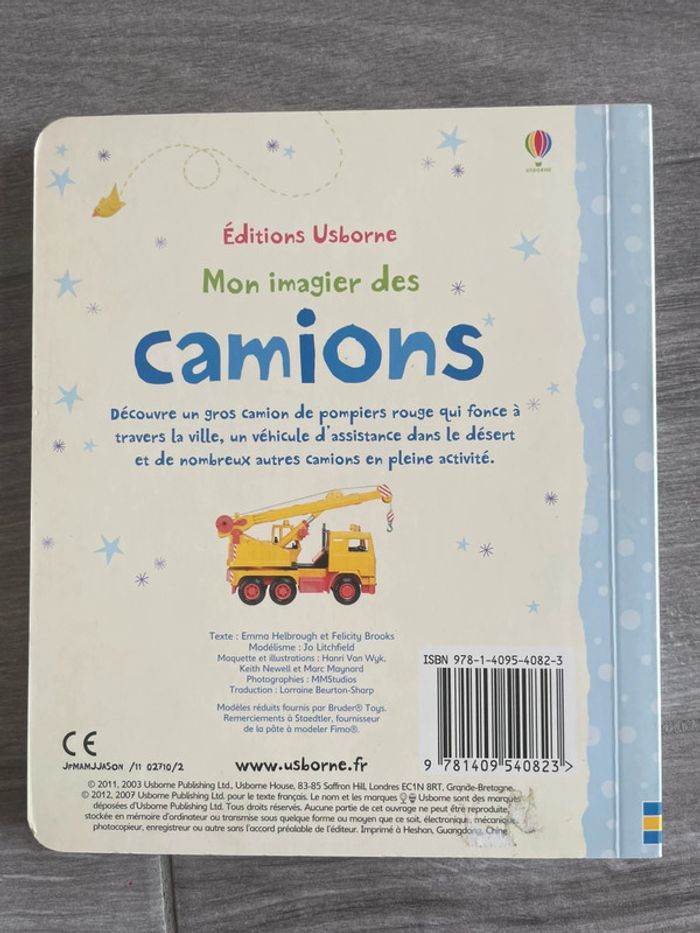 USBORNE
Éditions Usborne
Mon imagier des
camions
Découvre un gros camion de pompiers rouge qui fonce à
travers la ville, un véhicule d'assistance dans le désert
et de nombreux autres camions en pleine activité.
Texte : Emma Helbrough et Felicity Brooks
Modélisme : Jo Litchfield
Maquette et illustrations : Hanri Van Wyk,
Keith Newell et Marc Maynard
Photographies : MMStudios
Traduction : Lorraine Beurton-Sharp
Modèles réduits fournis par Bruder® Toys.
Remerciements à Staedtler, fournisseur
de la pâte à modeler Fimo®.
ISBN 978-1-4095-4082-3
9 781409 540823 >
CE
JFMAMJJASON /11 02710/2
www.usborne.fr
© 2011, 2003 Usborne Publishing Ltd., Usborne House, 83-85 Saffron Hill, Londres EC1N 8RT, Grande-Bretagne.
© 2012, 2007 Usborne Publishing Ltd. pour le texte français. Le nom et les marques Usborne sont des marques
déposées d'Usborne Publishing Ltd. Tous droits réservés. Aucune partie de cet ouvrage ne peut être reproduite,
stockée en mémoire d'ordinateur ou transmise sous quelque forme ou moyen que ce soit, électronique, mécanique,
photocopieur, enregistreur ou autre sans l'accord préalable de l'éditeur. Imprimé à Heshan, Guangdong, Chine.